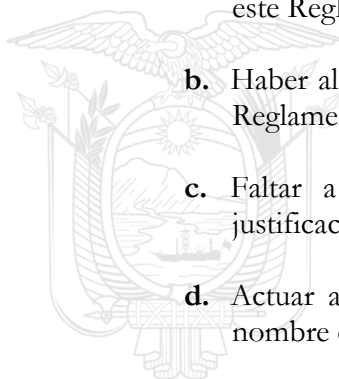 este Regl
b. Haber al
Reglame
c. Faltar a
justificac
d. Actuar a
nombre